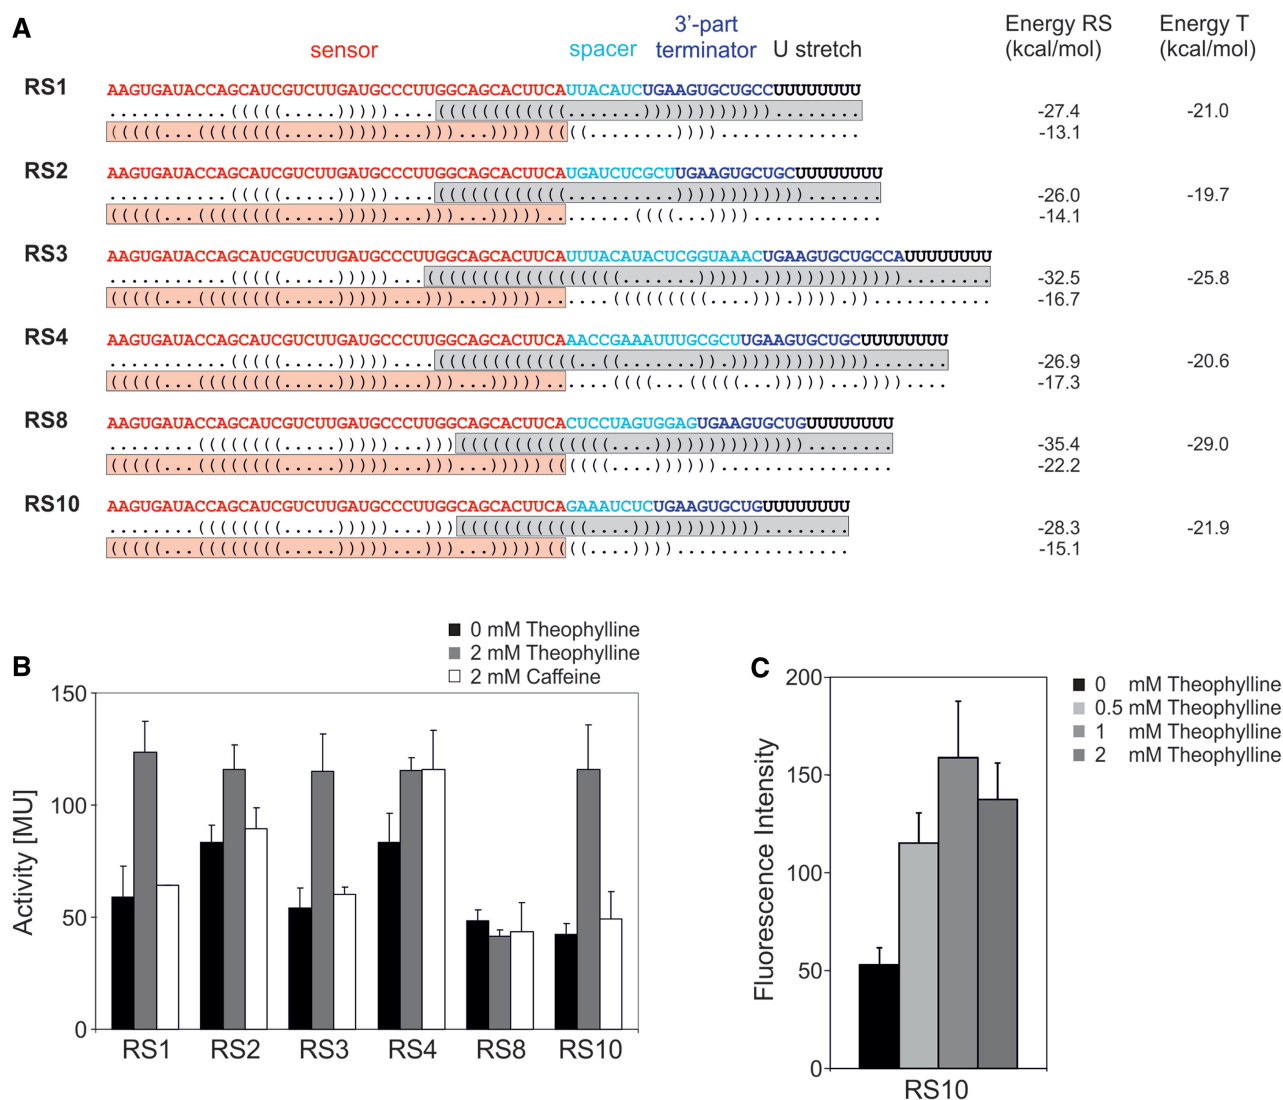 A
sensor spacer 3'-part terminator U stretch Energy RS (kcal/mol) Energy T (kcal/mol)
RS1 AAGUGAUACCAGCAUCGUCUUGAUGCCCUUGGCAGCACUUCAUUACAUCUGAAGUGCUGCCUUUUUUUU
...........(((((.....)))))....((((((((((((.......))))))))))))........ -27.4 -21.0
(((((...((((((((.....)))))...)))...)))))((((........))))............. -13.1
RS2 AAGUGAUACCAGCAUCGUCUUGAUGCCCUUGGCAGCACUUCAUGAUCUCGCUUGAAGUGCUGCUUUUUUUU
...........(((((.....)))))....((((((((((((..........))))))))))))....... -26.0 -19.7
(((((...((((((((.....)))))...)))...)))))........((((...))))............ -14.1
RS3 AAGUGAUACCAGCAUCGUCUUGAUGCCCUUGGCAGCACUUCAUUUACAUACUCGGUAAACUGAAGUGCUGCCAUUUUUUUU
...........(((((.....)))))...((((((((((((((((((.......))))).)))))))))))))........ -32.5 -25.8
(((((...((((((((.....)))))...)))...)))))......(((((((((....))).))))..)).......... -16.7
RS4 AAGUGAUACCAGCAUCGUCUUGAUGCCCUUGGCAGCACUUCAAACCGAAAUUUGCGCUUGAAGUGCUGCUUUUUUUU
...........(((((.....)))))....(((((((((((((..((.......)).)))))))))))))....... -26.9 -20.6
(((((...((((((((.....)))))...)))...))))).......((((..(((((...)))))...)))).... -17.3
RS8 AAGUGAUACCAGCAUCGUCUUGAUGCCCUUGGCAGCACUUCACUCCUAGUGGAGUGAAGUGCUGUUUUUUUU
........((((((((.....)))))...)))((((((((((((((....))))))))))))))........ -35.4 -29.0
(((((...((((((((.....)))))...)))...)))))((((((....))))))................ -22.2
RS10 AAGUGAUACCAGCAUCGUCUUGAUGCCCUUGGCAGCACUUCAGAAAUCUCUGAAGUGCUGUUUUUUUU
........((((((((.....)))))...)))((((((((((((....))))))))))))........ -28.3 -21.9
(((((...((((((((.....)))))...)))...)))))((((....))))................ -15.1
B
0 mM Theophylline
2 mM Theophylline
2 mM Caffeine
Activity [MU]
150
100
50
0
RS1 RS2 RS3 RS4 RS8 RS10
C
0 mM Theophylline
0.5 mM Theophylline
1 mM Theophylline
2 mM Theophylline
Fluorescence Intensity
200
150
100
50
0
RS10